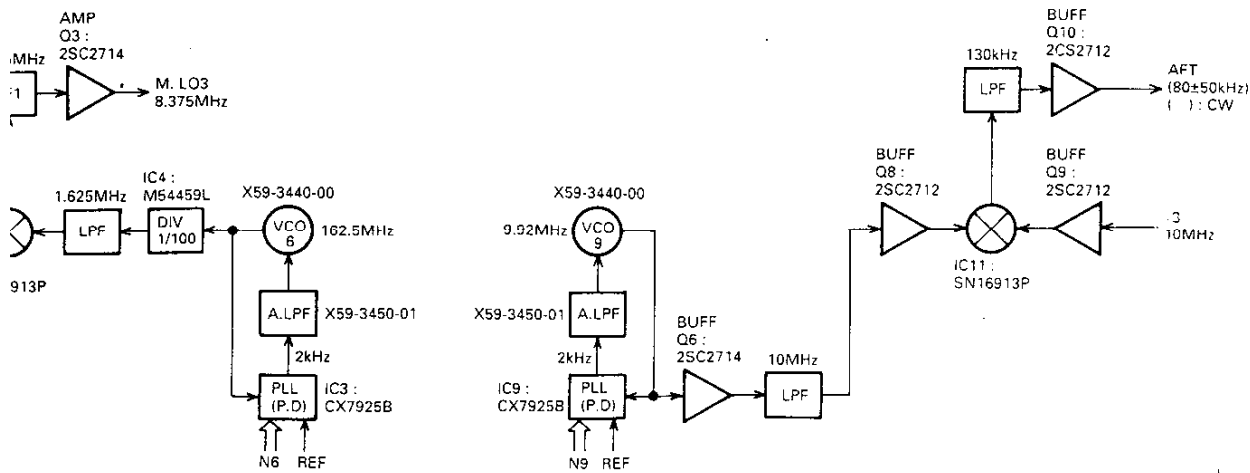 AMP
Q3 :
2SC2714
MHz
M. LO3
8.375MHz
BUFF
Q10 :
2CS2712
130kHz
LPF
AFT
(80±50kHz)
( ) : CW
BUFF
Q8 :
2SC2712
BUFF
Q9 :
2SC2712
10MHz
IC11 :
SN16913P
1.625MHz
LPF
IC4 :
M54459L
DIV
1/100
X59-3440-00
VCO
6
162.5MHz
913P
A.LPF
X59-3450-01
2kHz
PLL
(P.D)
IC3 :
CX7925B
N6
REF
X59-3440-00
9.92MHz
VCO
9
X59-3450-01
A.LPF
2kHz
IC9 :
CX7925B
PLL
(P.D)
N9
REF
BUFF
Q6 :
2SC2714
10MHz
LPF